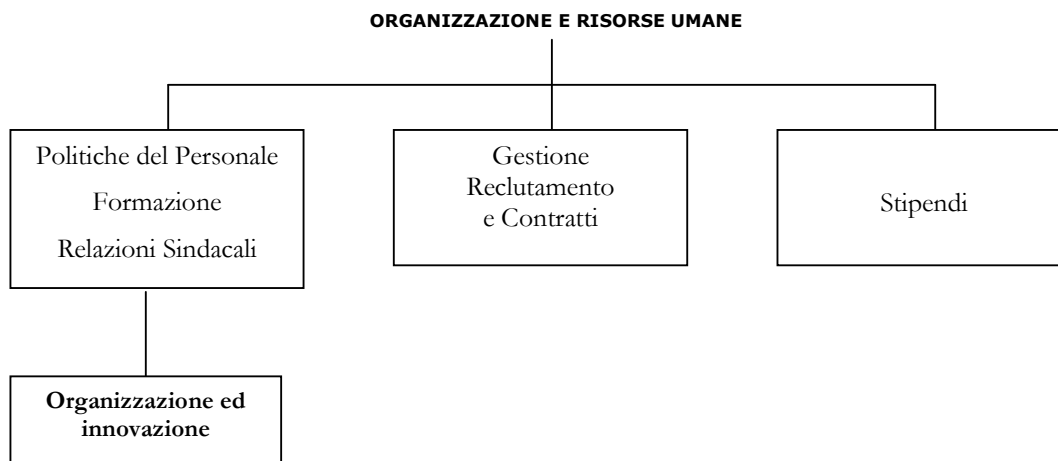 ORGANIZZAZIONE E RISORSE UMANE
Politiche del Personale
Formazione
Relazioni Sindacali
Gestione
Reclutamento
e Contratti
Stipendi
Organizzazione ed
innovazione